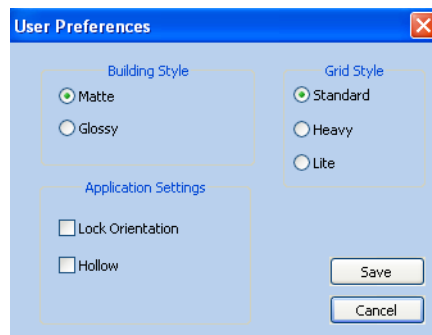 User Preferences
Building Style
Matte
Glossy
Grid Style
Standard
Heavy
Lite
Application Settings
Lock Orientation
Hollow
Save
Cancel